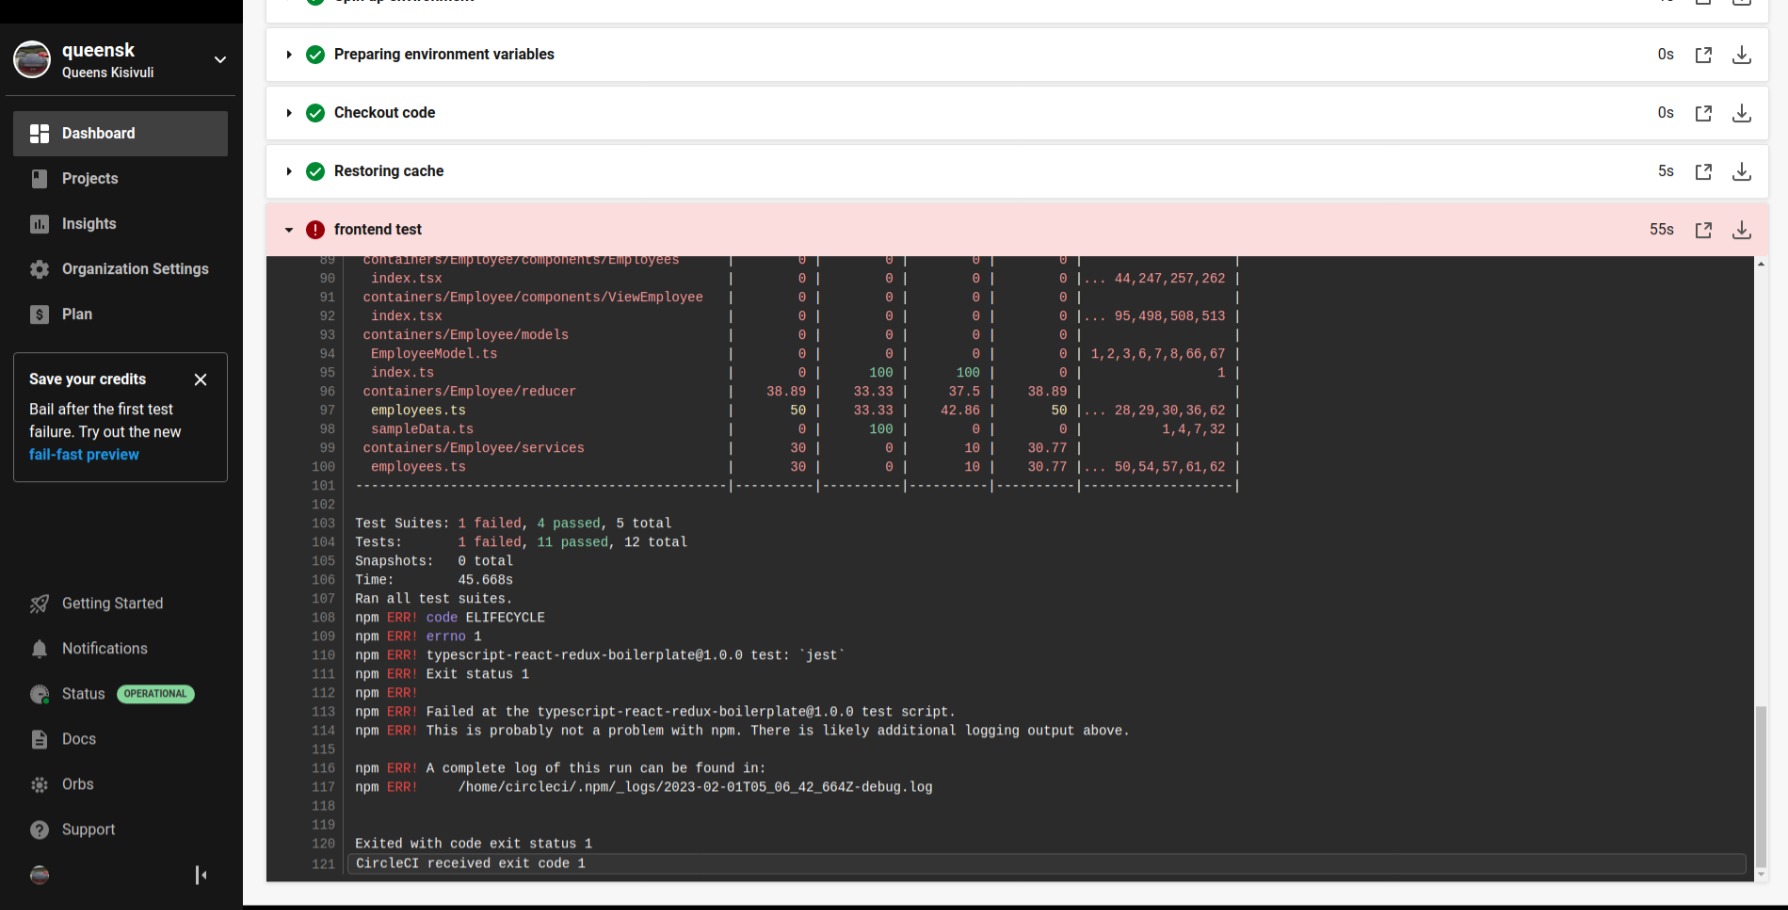 queensk
Queens Kisivuli
Dashboard
Projects
Insights
Organization Settings
Plan
Save your credits
Bail after the first test
failure. Try out the new
fail-fast preview
Getting Started
Notifications
Status OPERATIONAL
Docs
Orbs
Support
Spin up environment
Preparing environment variables 0s
Checkout code 0s
Restoring cache 5s
frontend test 55s
89 containers/Employee/components/Employees | 0 | 0 | 0 | 0 | |
90 index.tsx | 0 | 0 | 0 | 0 |... 44,247,257,262 |
91 containers/Employee/components/ViewEmployee | 0 | 0 | 0 | 0 | |
92 index.tsx | 0 | 0 | 0 | 0 |... 95,498,508,513 |
93 containers/Employee/models | 0 | 0 | 0 | 0 | |
94 EmployeeModel.ts | 0 | 0 | 0 | 0 | 1,2,3,6,7,8,66,67 |
95 index.ts | 0 | 100 | 100 | 0 | 1 |
96 containers/Employee/reducer | 38.89 | 33.33 | 37.5 | 38.89 | |
97 employees.ts | 50 | 33.33 | 42.86 | 50 |... 28,29,30,36,62 |
98 sampleData.ts | 0 | 100 | 0 | 0 | 1,4,7,32 |
99 containers/Employee/services | 30 | 0 | 10 | 30.77 | |
100 employees.ts | 30 | 0 | 10 | 30.77 |... 50,54,57,61,62 |
101 -----------------------------------------------|----------|----------|----------|----------|-------------------|
102
103 Test Suites: 1 failed, 4 passed, 5 total
104 Tests: 1 failed, 11 passed, 12 total
105 Snapshots: 0 total
106 Time: 45.668s
107 Ran all test suites.
108 npm ERR! code ELIFECYCLE
109 npm ERR! errno 1
110 npm ERR! typescript-react-redux-boilerplate@1.0.0 test: `jest`
111 npm ERR! Exit status 1
112 npm ERR!
113 npm ERR! Failed at the typescript-react-redux-boilerplate@1.0.0 test script.
114 npm ERR! This is probably not a problem with npm. There is likely additional logging output above.
115
116 npm ERR! A complete log of this run can be found in:
117 npm ERR! /home/circleci/.npm/_logs/2023-02-01T05_06_42_664Z-debug.log
118
119
120 Exited with code exit status 1
121 CircleCI received exit code 1